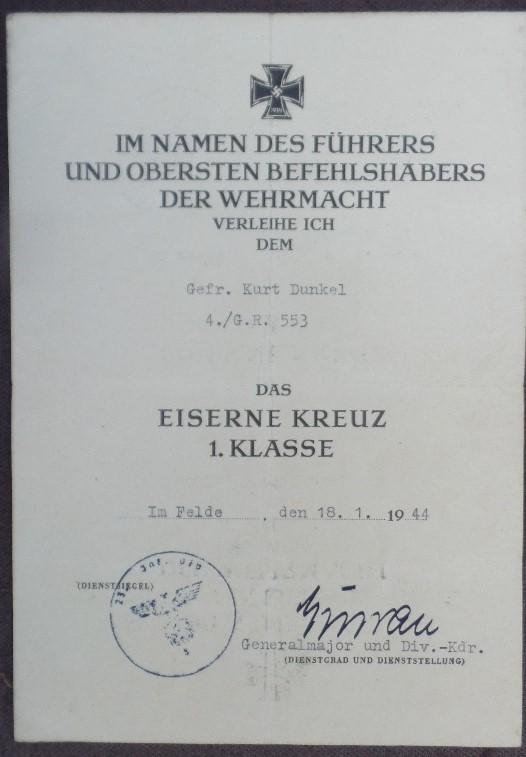 IM NAMEN DES FÜHRERS
UND OBERSTEN BEFEHLSHABERS
DER WEHRMACHT
VERLEIHE ICH
DEM
Gefr. Kurt Dunkel
4./G.R. 553
DAS
EISERNE KREUZ
1. KLASSE
Im Felde , den 18. 1. 1944
(DIENSTSIEGEL)
Generalmajor und Div.-Kdr.
(DIENSTGRAD UND DIENSTSTELLUNG)